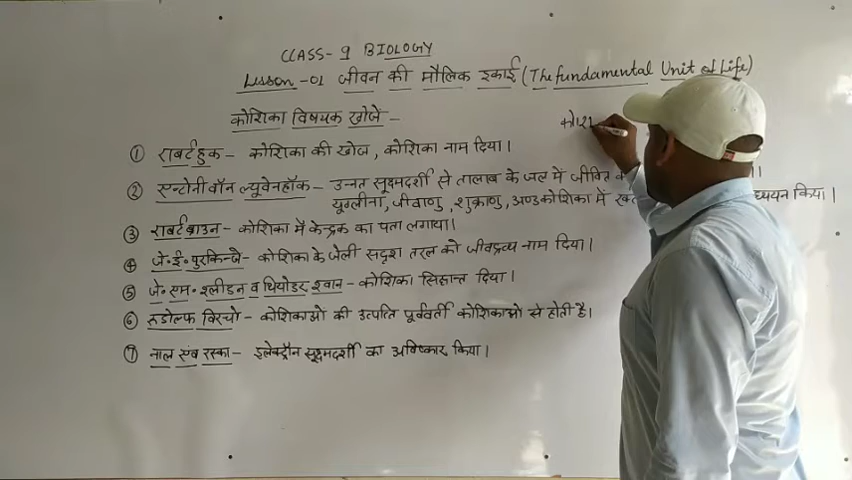 CLASS- 9 BIOLOGY
Lesson -01 जीवन की मौलिक इकाई (The fundamental Unit of Life)
कोशिका विषयक खोजें -
① राबर्ट हुक - कोशिका की खोज, कोशिका नाम दिया।
② एन्टोनी वॉन ल्यूवेनहॉक - उन्नत सूक्ष्मदर्शी से तालाब के जल में जीवित
यूग्लीना, जीवाणु, शुक्राणु, अण्डकोशिका में किया।
③ राबर्ट ब्राउन - कोशिका में केन्द्रक का पता लगाया।
④ जे॰ ई॰ पुरकिन्जे - कोशिका के जेली सदृश तरल को जीवद्रव्य नाम दिया।
⑤ जे॰ एम॰ श्लीडन व थियोडर श्वान - कोशिका सिद्धान्त दिया।
⑥ रुडोल्फ विरचो - कोशिकाओं की उत्पति पूर्ववर्ती कोशिकाओं से होती है।
⑦ नाल एंव रस्का - इलेक्ट्रॉन सूक्ष्मदर्शी का अविष्कार किया।